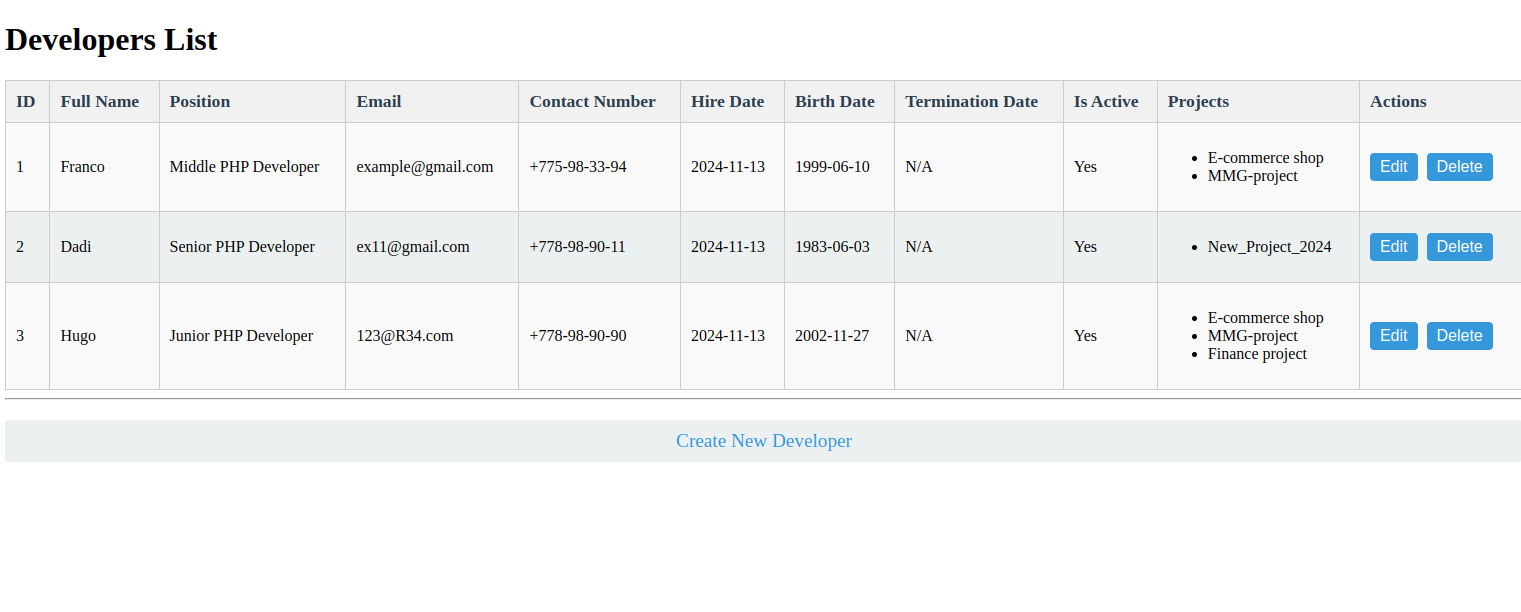 Developers List
ID Full Name Position Email Contact Number Hire Date Birth Date Termination Date Is Active Projects Actions
1 Franco Middle PHP Developer example@gmail.com +775-98-33-94 2024-11-13 1999-06-10 N/A Yes • E-commerce shop Edit Delete
• MMG-project
2 Dadi Senior PHP Developer ex11@gmail.com +778-98-90-11 2024-11-13 1983-06-03 N/A Yes • New_Project_2024 Edit Delete
• E-commerce shop
3 Hugo Junior PHP Developer 123@R34.com +778-98-90-90 2024-11-13 2002-11-27 N/A Yes • MMG-project Edit Delete
• Finance project
Create New Developer